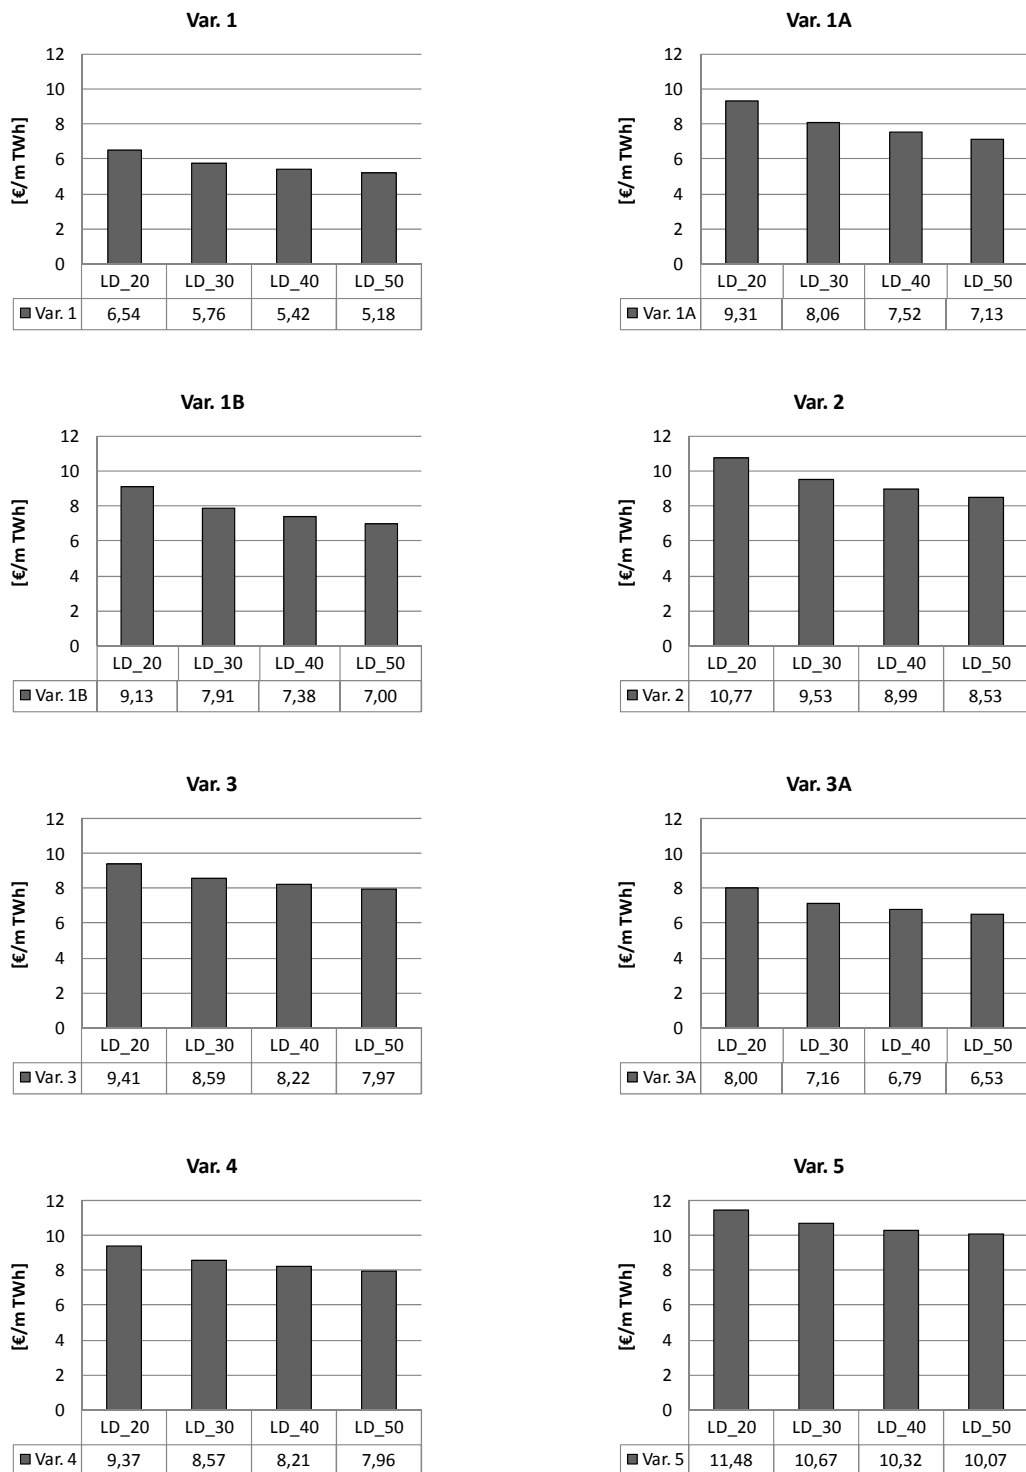 Var. 1
[€/m TWh]
12
10
8
6
4
2
0
LD_20 LD_30 LD_40 LD_50
Var. 1 6,54 5,76 5,42 5,18
Var. 1A
[€/m TWh]
12
10
8
6
4
2
0
LD_20 LD_30 LD_40 LD_50
Var. 1A 9,31 8,06 7,52 7,13
Var. 1B
[€/m TWh]
12
10
8
6
4
2
0
LD_20 LD_30 LD_40 LD_50
Var. 1B 9,13 7,91 7,38 7,00
Var. 2
[€/m TWh]
12
10
8
6
4
2
0
LD_20 LD_30 LD_40 LD_50
Var. 2 10,77 9,53 8,99 8,53
Var. 3
[€/m TWh]
12
10
8
6
4
2
0
LD_20 LD_30 LD_40 LD_50
Var. 3 9,41 8,59 8,22 7,97
Var. 3A
[€/m TWh]
12
10
8
6
4
2
0
LD_20 LD_30 LD_40 LD_50
Var. 3A 8,00 7,16 6,79 6,53
Var. 4
[€/m TWh]
12
10
8
6
4
2
0
LD_20 LD_30 LD_40 LD_50
Var. 4 9,37 8,57 8,21 7,96
Var. 5
[€/m TWh]
12
10
8
6
4
2
0
LD_20 LD_30 LD_40 LD_50
Var. 5 11,48 10,67 10,32 10,07